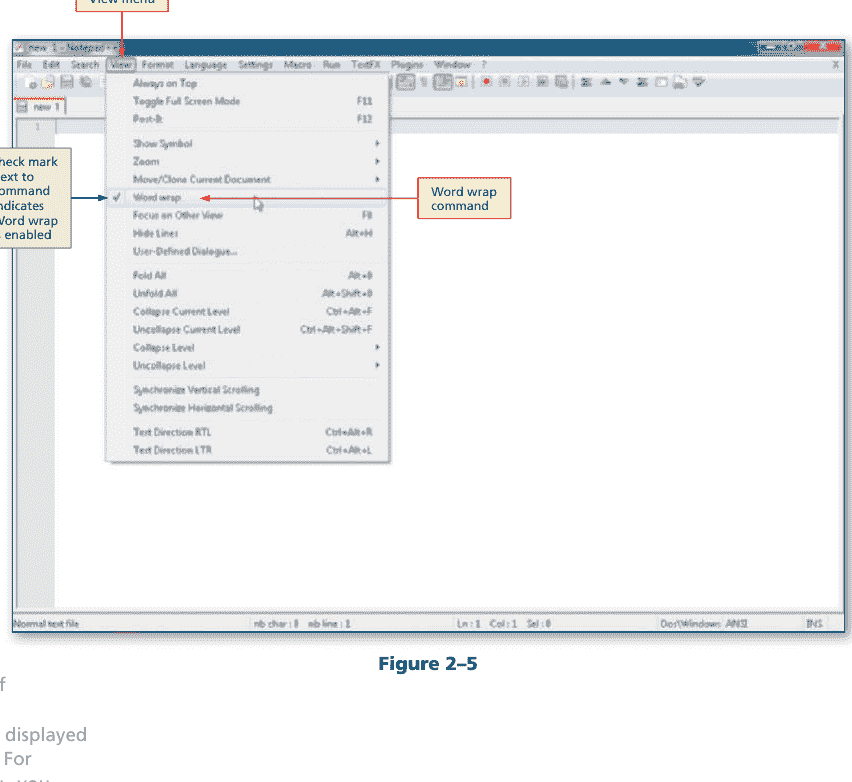 View menu
new 1 - Notepad++
File Edit Search View Format Language Settings Macro Run TextFX Plugins Window ? X
new 1
1
Always on Top
Toggle Full Screen Mode F11
Post-It F12
Show Symbol
Zoom
Move/Clone Current Document
Word wrap
Focus on Other View F8
Hide Lines Alt+H
User-Defined Dialogue...
Fold All Alt+0
Unfold All Alt+Shift+0
Collapse Current Level Ctrl+Alt+F
Uncollapse Current Level Ctrl+Alt+Shift+F
Collapse Level
Uncollapse Level
Synchronize Vertical Scrolling
Synchronize Horizontal Scrolling
Text Direction RTL Ctrl+Alt+R
Text Direction LTR Ctrl+Alt+L
heck mark
ext to
ommand
ndicates
Word wrap
s enabled
Word wrap
command
Normal text file nb char : 0 nb line : 1 Ln : 1 Col : 1 Sel : 0 Dos\Windows ANSI INS
Figure 2–5
f
displayed
For
you